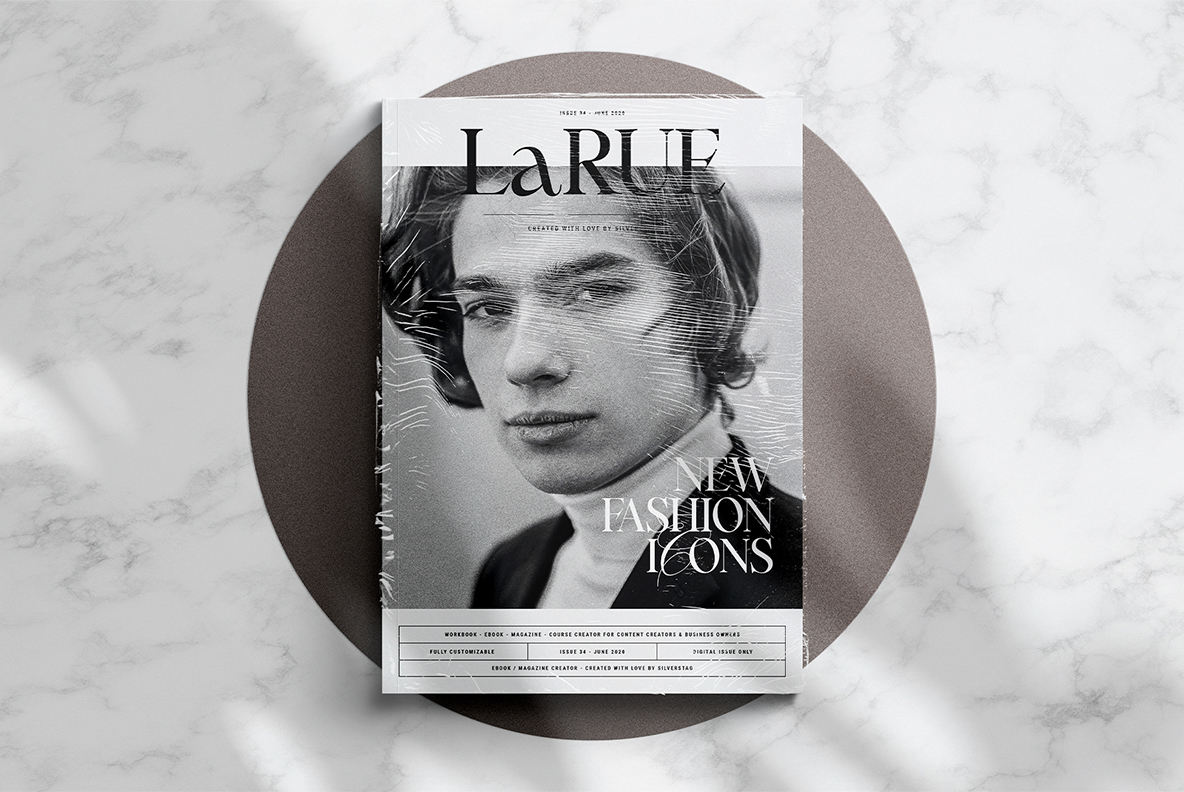 ISSUE 34 - JUNE 2020
LaRUE
CREATED WITH LOVE BY
NEW
FASHION
ICONS
WORKBOOK - EBOOK - MAGAZINE - COURSE CREATOR FOR CONTENT CREATORS & BUSINESS OWNERS
FULLY CUSTOMIZABLE ISSUE 34 - JUNE 2020 DIGITAL ISSUE ONLY
EBOOK / MAGAZINE CREATOR - CREATED WITH LOVE BY SILVERSTAG